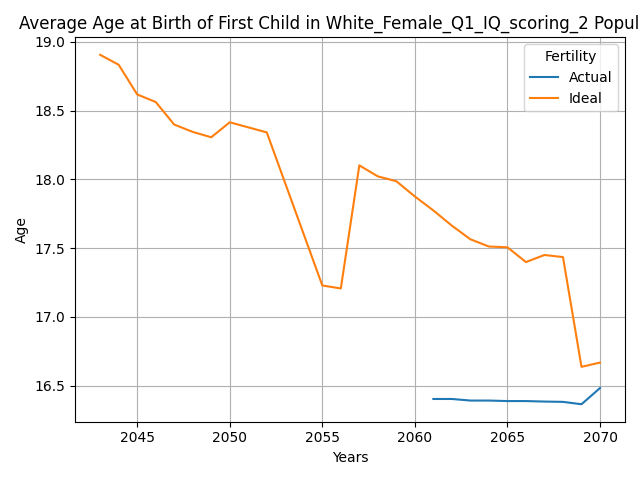 Average Age at Birth of First Child in White_Female_Q1_IQ_scoring_2 Popul
19.0
18.5
18.0
17.5
17.0
16.5
Age
Fertility
Actual
Ideal
2045
2050
2055
2060
2065
2070
Years